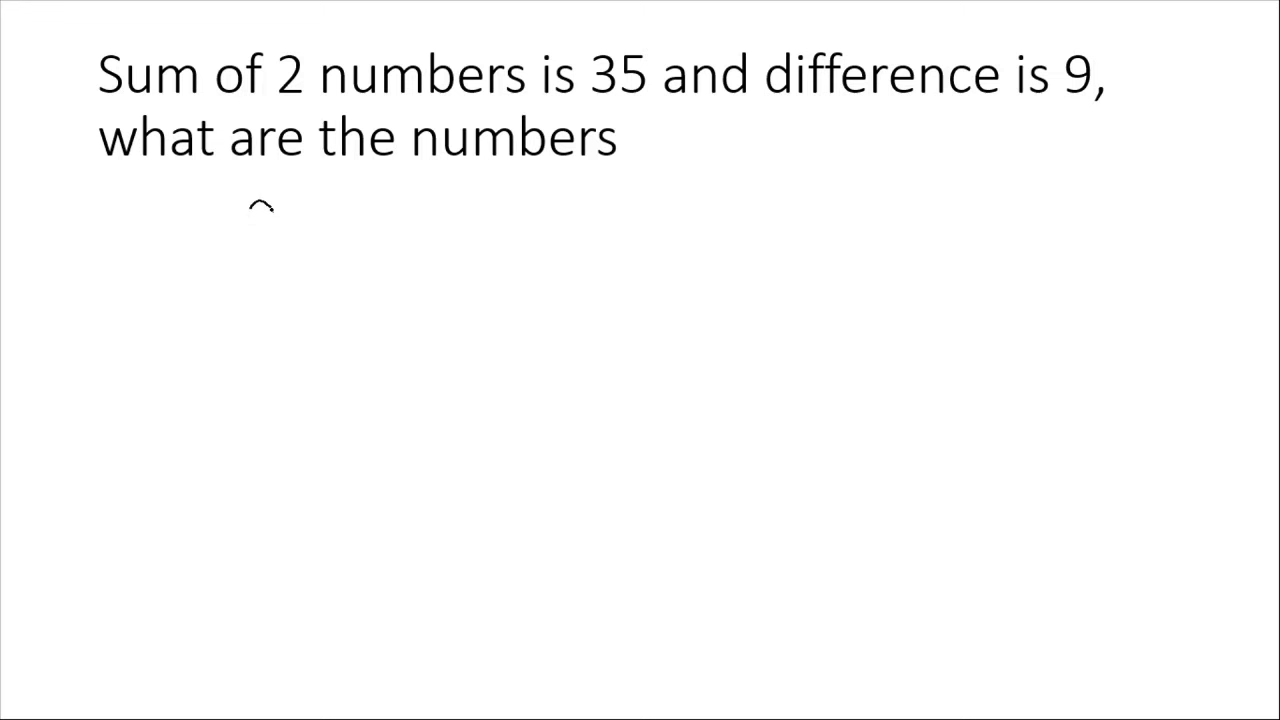 Sum of 2 numbers is 35 and difference is 9,
what are the numbers